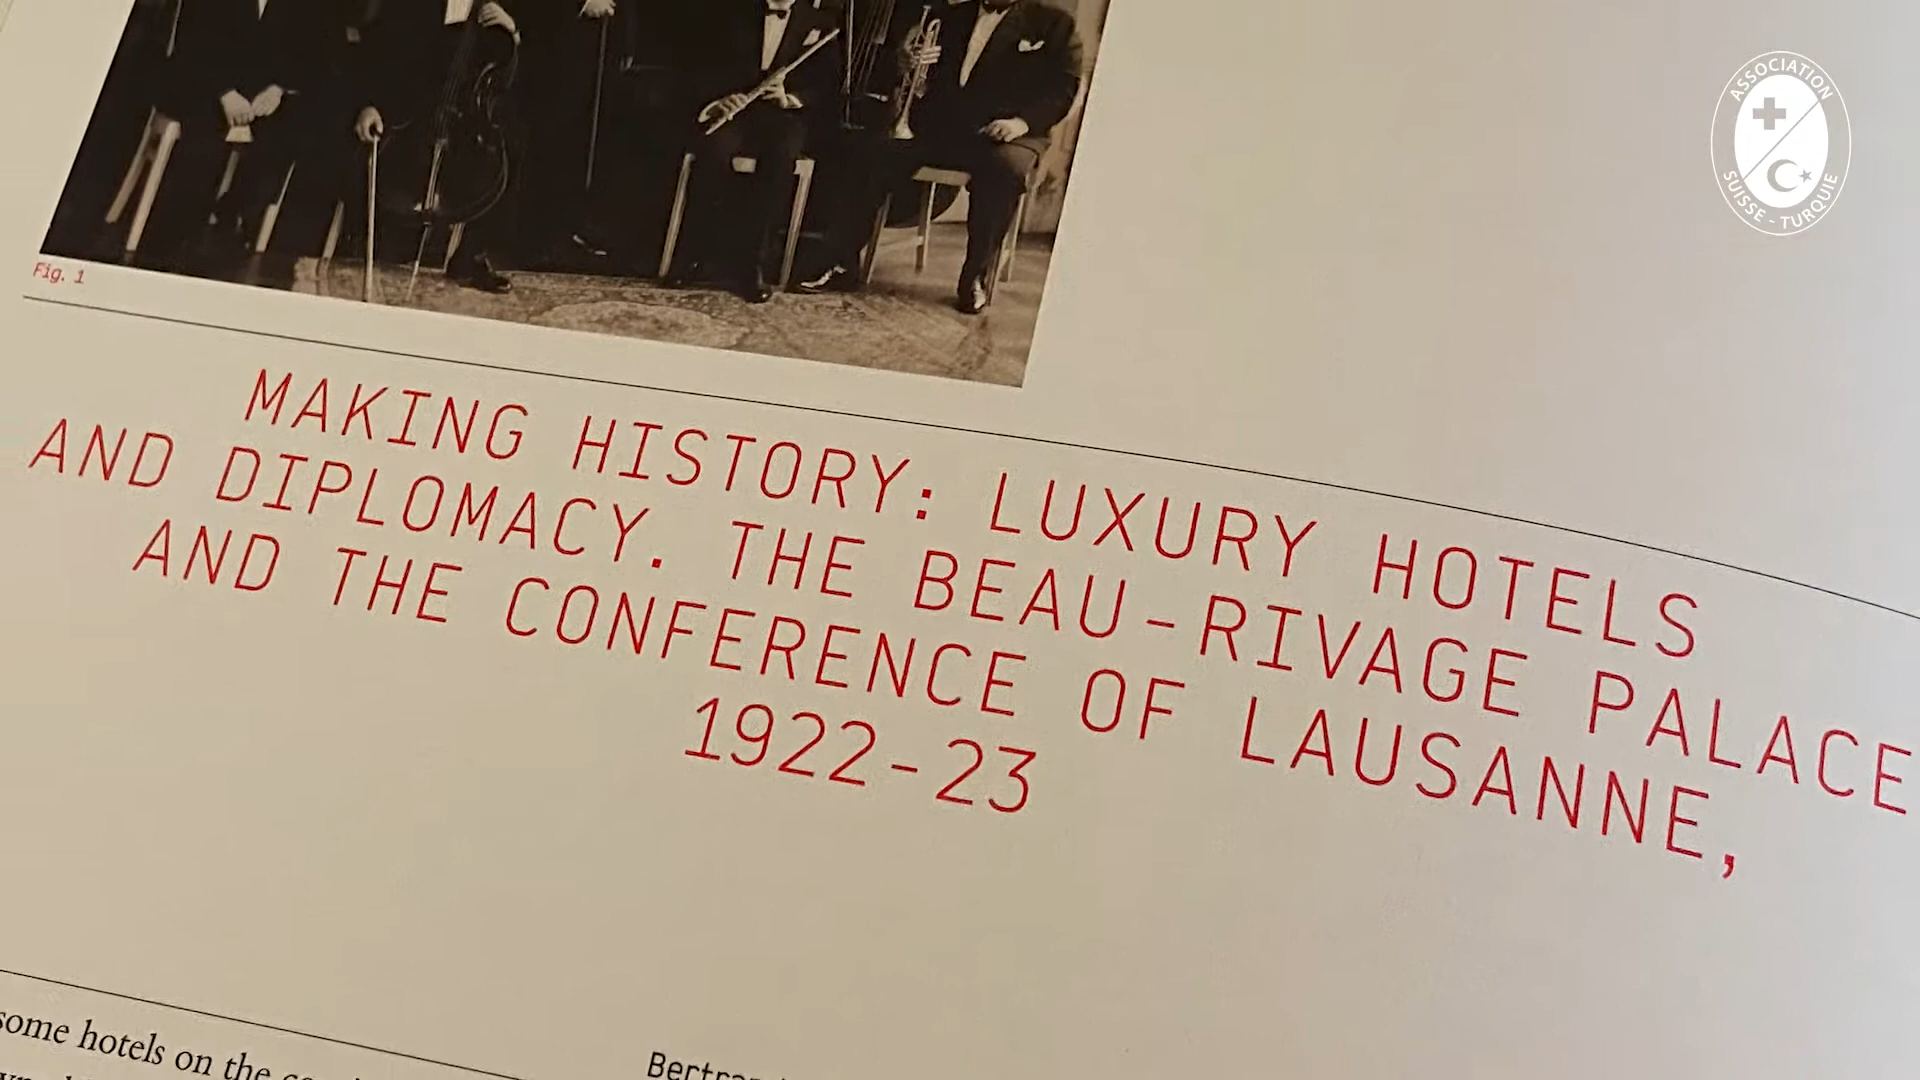 ASSOCIATION
SUISSE - TURQUIE
Fig. 1
MAKING HISTORY: LUXURY HOTELS
AND DIPLOMACY. THE BEAU-RIVAGE PALACE
AND THE CONFERENCE OF LAUSANNE,
1922-23
some hotels on the